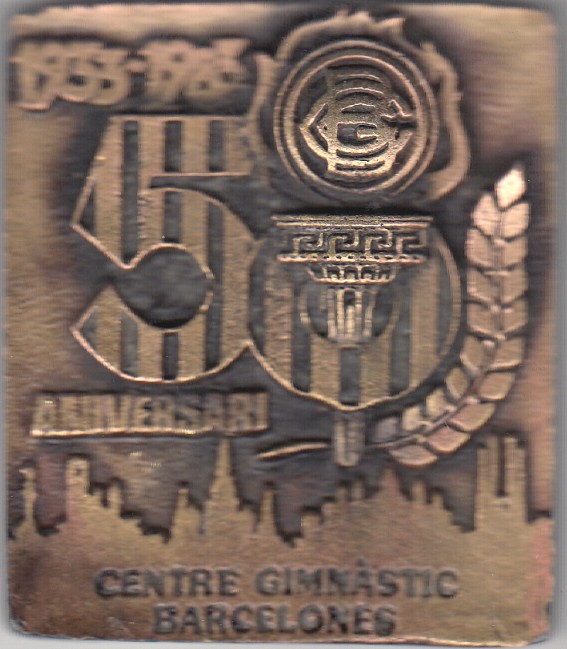 1933-1983
50
ANIVERSARI
CENTRE GIMNÀSTIC
BARCELONÈS